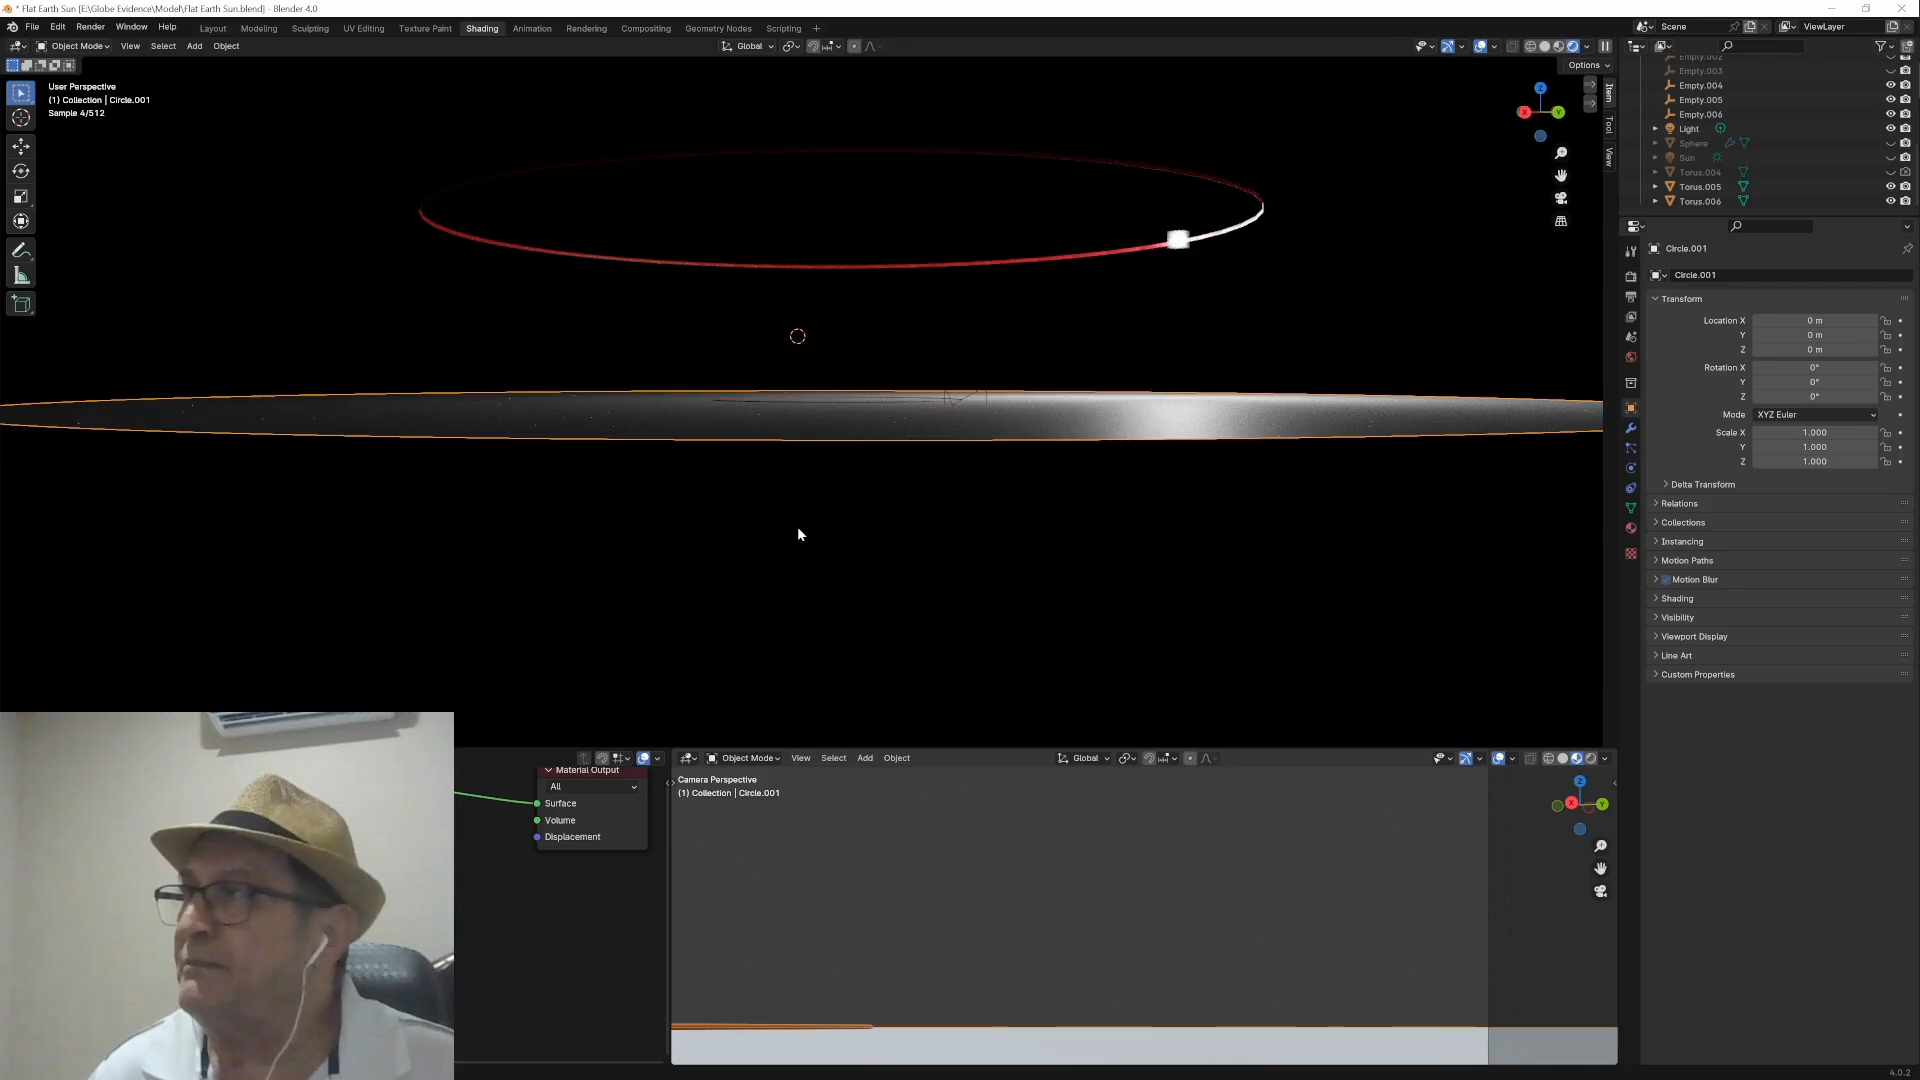 * Flat Earth Sun [E:\Globe Evidence\Model\Flat Earth Sun.blend] - Blender 4.0
File Edit Render Window Help Layout Modeling Sculpting UV Editing Texture Paint Shading Animation Rendering Compositing Geometry Nodes Scripting + Scene ViewLayer
Object Mode View Select Add Object Global
Options
User Perspective
(1) Collection | Circle.001
Sample 4/512
Z
X Y
Item
Tool
View
Empty.002
Empty.003
Empty.004
Empty.005
Empty.006
Light
Sphere
Sun
Torus.004
Torus.005
Torus.006
Circle.001
Circle.001
Transform
Location X 0 m
Y 0 m
Z 0 m
Rotation X 0°
Y 0°
Z 0°
Mode XYZ Euler
Scale X 1.000
Y 1.000
Z 1.000
Delta Transform
Relations
Collections
Instancing
Motion Paths
Motion Blur
Shading
Visibility
Viewport Display
Line Art
Custom Properties
Material Output
All
Surface
Volume
Displacement
Object Mode View Select Add Object Global
Camera Perspective
(1) Collection | Circle.001
Z
X Y
4.0.2